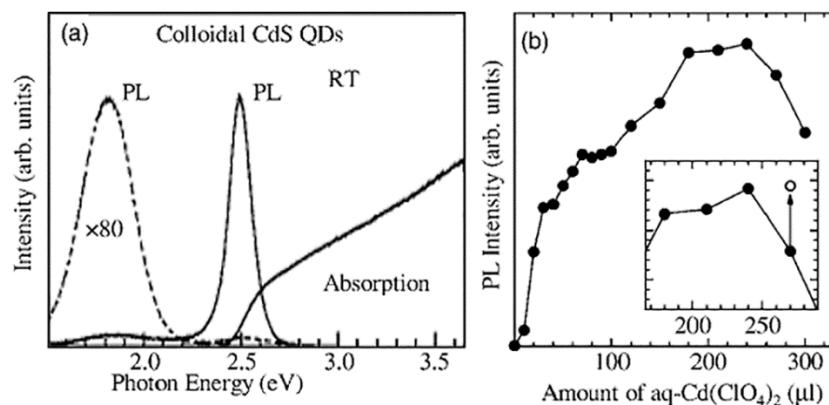 (a)
Colloidal CdS QDs
PL
PL
RT
×80
Absorption
Intensity (arb. units)
2.0 2.5 3.0 3.5
Photon Energy (eV)
(b)
PL Intensity (arb. units)
200 250
100 200 300
Amount of aq-Cd(ClO₄)₂ (μl)